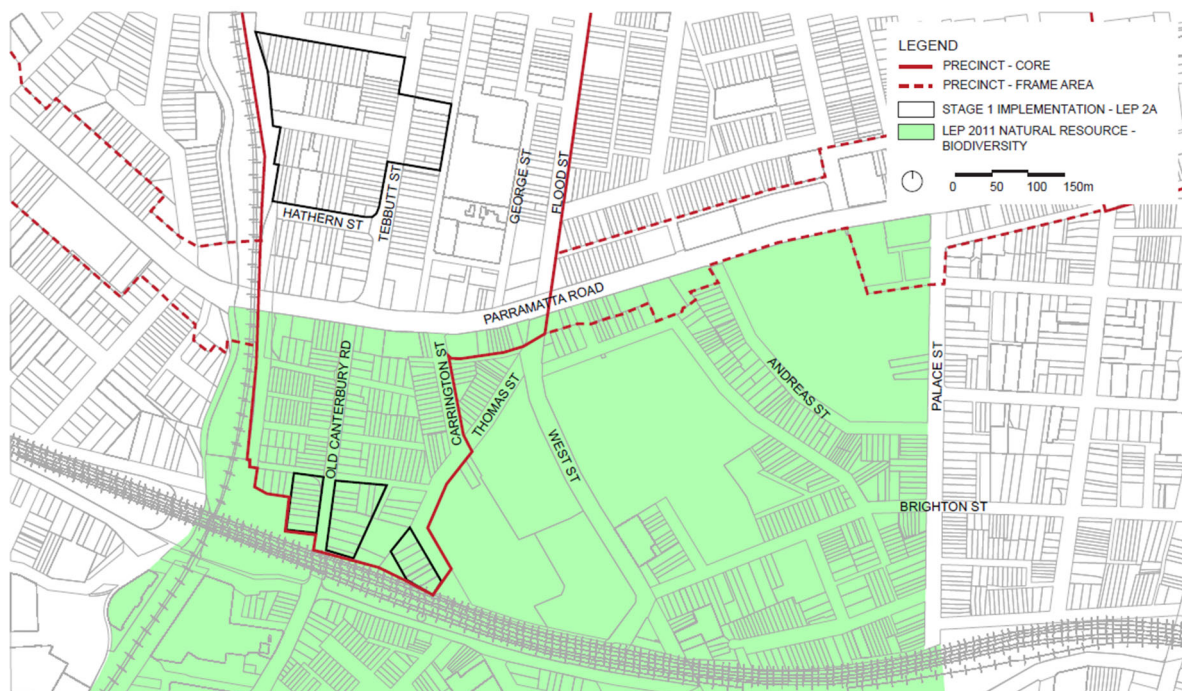 LEGEND
PRECINCT - CORE
PRECINCT - FRAME AREA
STAGE 1 IMPLEMENTATION - LEP 2A
LEP 2011 NATURAL RESOURCE -
BIODIVERSITY
0 50 100 150m
HATHERN ST
TEBBUTT ST
GEORGE ST
FLOOD ST
PARRAMATTA ROAD
OLD CANTERBURY RD
CARRINGTON ST
THOMAS ST
WEST ST
ANDREAS ST
PALACE ST
BRIGHTON ST